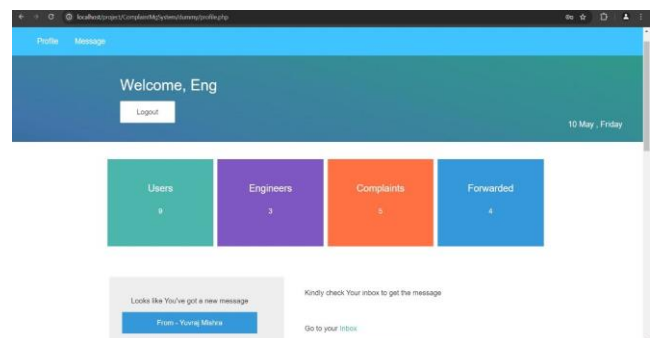 localhost/project/ComplainMgSystem/dummy/profile.php
Profile Message
Welcome, Eng
Logout
10 May , Friday
Users
9
Engineers
3
Complaints
5
Forwarded
4
Looks like You've got a new message
From - Yuvraj Mishra
Kindly check Your inbox to get the message
Go to your Inbox